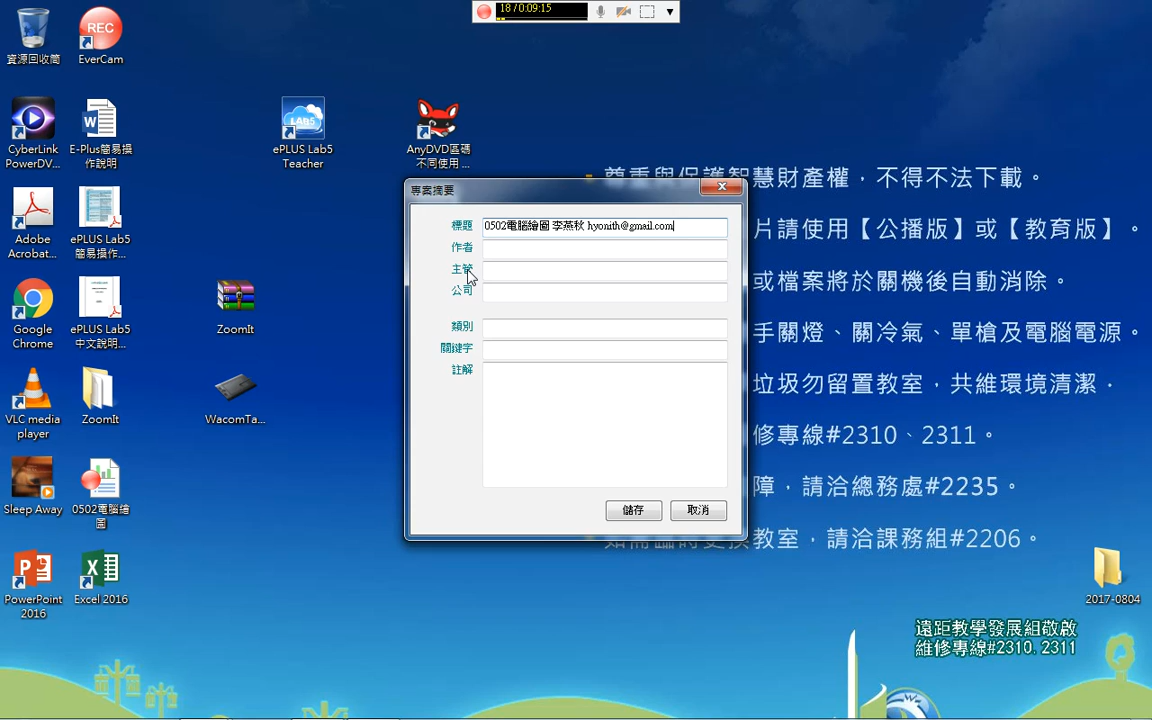 18 / 0:09:15
資源回收筒
REC
EverCam
CyberLink
PowerDV...
E-Plus簡易操
作說明
LAB5
ePLUS Lab5
Teacher
AnyDVD區碼
不同使用 ...
Adobe
Acrobat...
ePLUS Lab5
簡易操作...
Google
Chrome
ePLUS Lab5
中文說明...
ZoomIt
VLC media
player
ZoomIt
WacomTa...
Sleep Away
0502電腦繪
圖
PowerPoint
2016
Excel 2016
專案摘要
標題
0502電腦繪圖 李燕秋 hyonith@gmail.com
作者
主管
公司
類別
關鍵字
註解
儲存
取消
尊重與保護智慧財產權，不得不法下載。
片請使用【公播版】或【教育版】。
或檔案將於關機後自動消除。
手關燈、關冷氣、單槍及電腦電源。
垃圾勿留置教室，共維環境清潔，
修專線#2310、2311。
障，請洽總務處#2235。
如需臨時更換教室，請洽課務組#2206。
2017-0804
遠距教學發展組敬啟
維修專線#2310. 2311